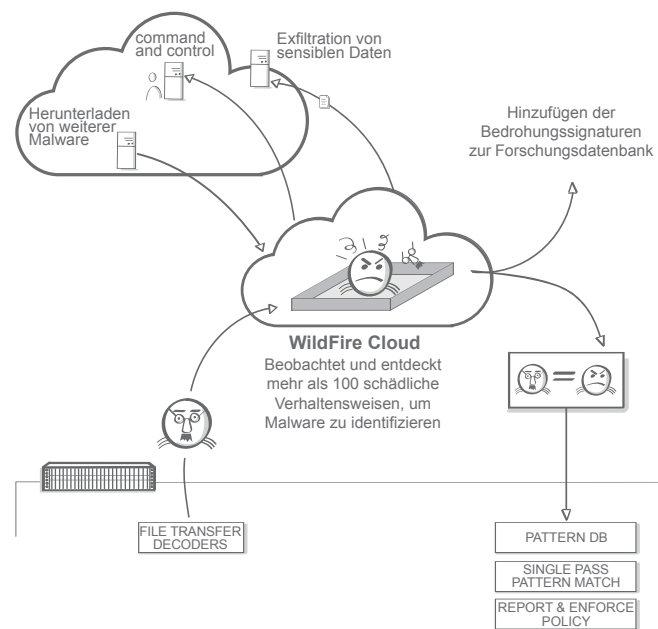 command
and control
Exfiltration von
sensiblen Daten
Herunterladen
von weiterer
Malware
Hinzufügen der
Bedrohungssignaturen
zur Forschungsdatenbank
WildFire Cloud
Beobachtet und entdeckt
mehr als 100 schädliche
Verhaltensweisen, um
Malware zu identifizieren
FILE TRANSFER
DECODERS
PATTERN DB
SINGLE PASS
PATTERN MATCH
REPORT & ENFORCE
POLICY